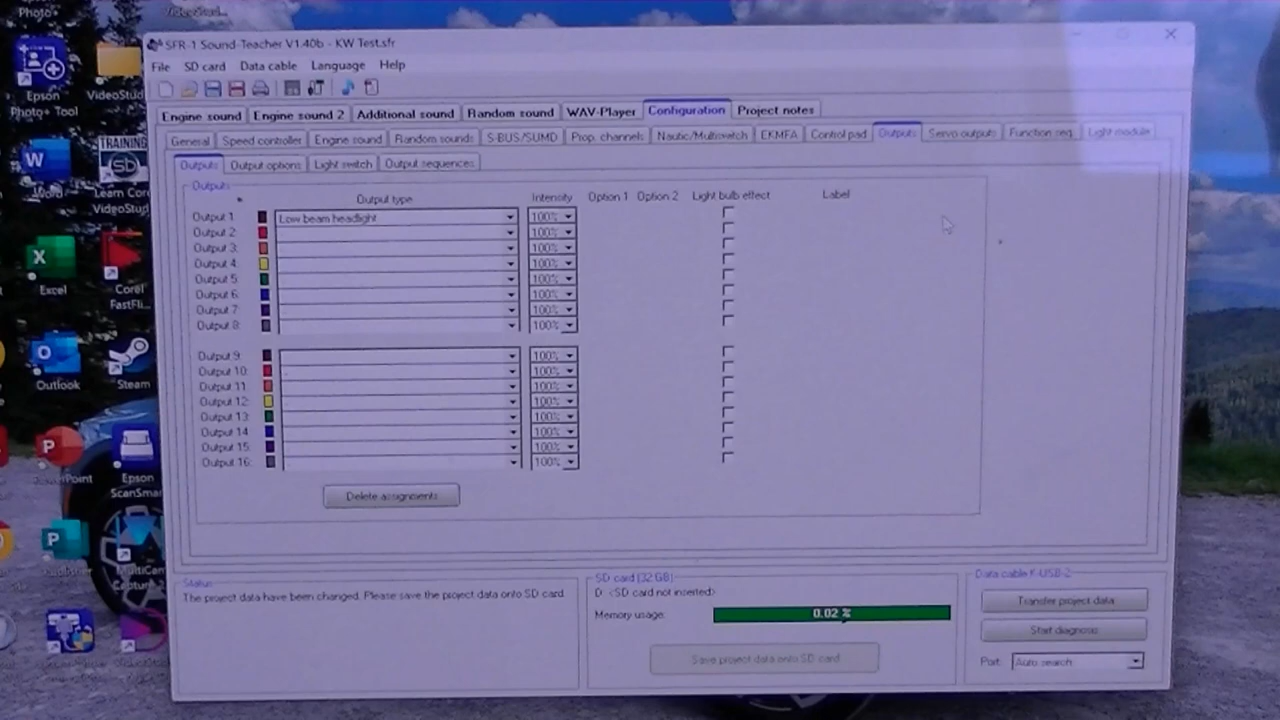 SFR-1 Sound-Teacher V1.40b - KW Test.sfr
File SD card Data cable Language Help
Engine sound Engine sound 2 Additional sound Random sound WAV-Player Configuration Project notes
General Speed controller Engine sound Random sounds S-BUS/SUMD Prop. channels Nautic/Multiswitch EKMFA Control pad Outputs Servo outputs Function seq. Light module
Outputs Output options Light switch Output sequences
Outputs
Output type Intensity Option 1 Option 2 Light bulb effect Label
Output 1: Low beam headlight 100%
Output 2: 100%
Output 3: 100%
Output 4: 100%
Output 5: 100%
Output 6: 100%
Output 7: 100%
Output 8: 100%
Output 9: 100%
Output 10: 100%
Output 11: 100%
Output 12: 100%
Output 13: 100%
Output 14: 100%
Output 15: 100%
Output 16: 100%
Delete assignments
Status
The project data have been changed. Please save the project data onto SD card.
SD card [32 GB]
D: <SD card not inserted>
Memory usage: 0.02 %
Save project data onto SD card
Data cable K-USB-2
Transfer project data
Start diagnosis
Port: Auto search
Photo+
Epson
Photo+ Tool
VideoStud
W
Word
TRAINING
Learn Cor
VideoStud
X
Excel
Corel
FastFli...
Outlook
Steam
P
Epson
ScanSmar
P
Publisher
MultiCam
Capture 2